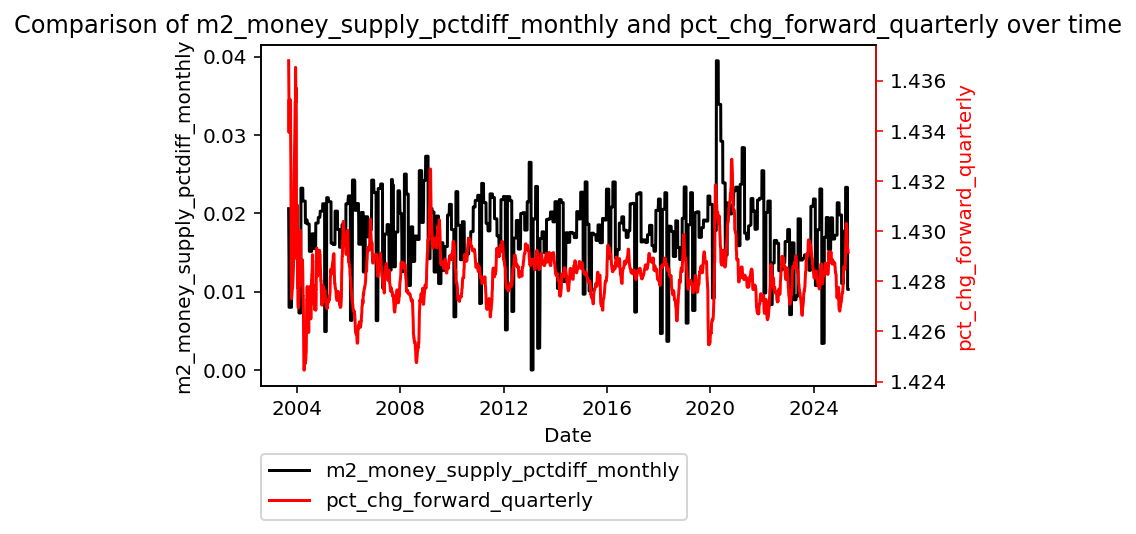 Comparison of m2_money_supply_pctdiff_monthly and pct_chg_forward_quarterly over time
m2_money_supply_pctdiff_monthly
0.04
0.03
0.02
0.01
0.00
1.436
1.434
1.432
1.430
1.428
1.426
1.424
pct_chg_forward_quarterly
2004 2008 2012 2016 2020 2024
Date
m2_money_supply_pctdiff_monthly
pct_chg_forward_quarterly